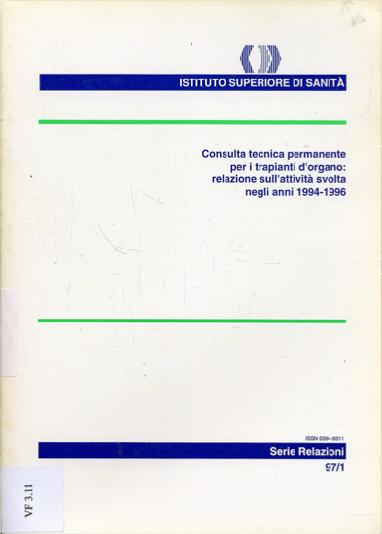 ISTITUTO SUPERIORE DI SANITÀ
Consulta tecnica permanente
per i trapianti d'organo:
relazione sull'attività svolta
negli anni 1994-1996
ISSN
Serie Relazioni
97/1
VF 3.11